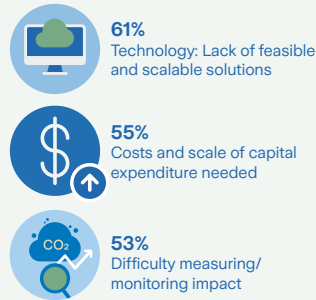 61%
Technology: Lack of feasible
and scalable solutions
$
55%
Costs and scale of capital
expenditure needed
CO₂
53%
Difficulty measuring/
monitoring impact